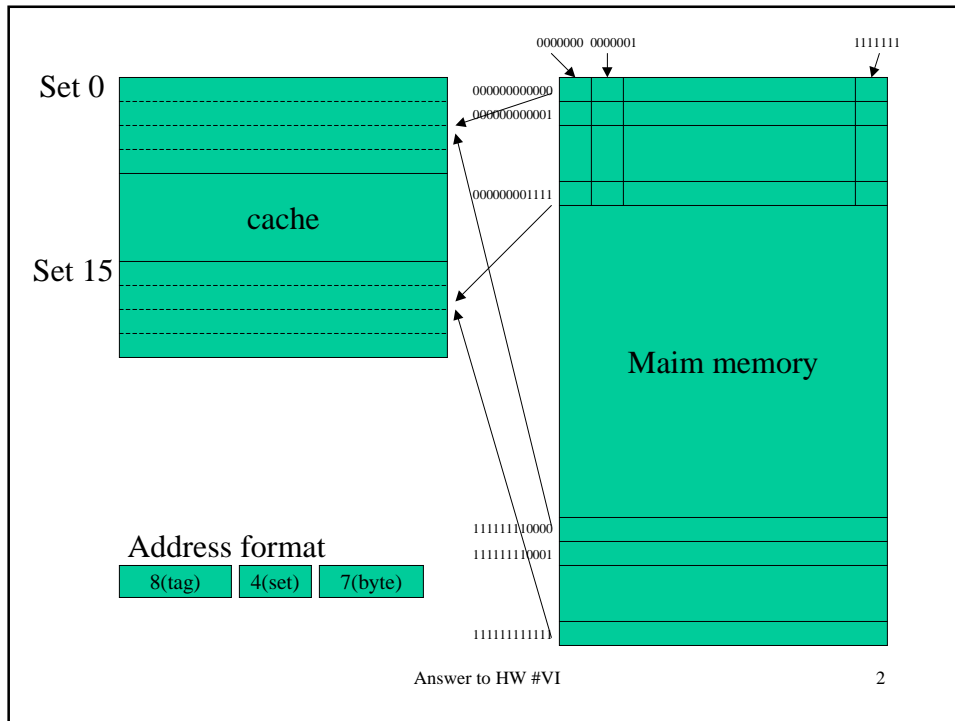 0000000 0000001 1111111
Set 0
000000000000
000000000001
000000001111
cache
Set 15
Maim memory
111111110000
111111110001
Address format
8(tag) 4(set) 7(byte)
111111111111
Answer to HW #VI 2